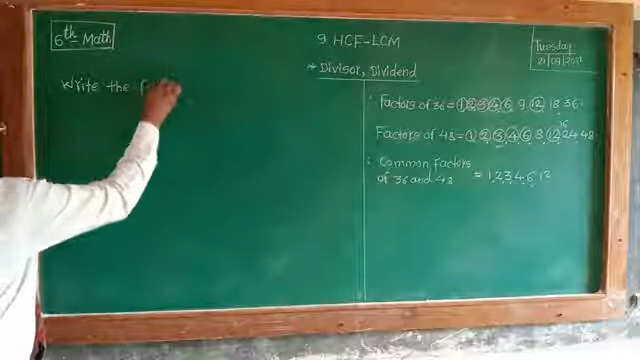 6th Math
9 HCF-LCM
Tuesday
21/09/2021
* Divisor, Dividend
Write the f
: Factors of 36 = 1 2 3 4 6 9 12 18 36
Factors of 48 = 1 2 3 4 6 8 12 16 24 48
: Common factors
of 36 and 48 = 1, 2, 3, 4, 6, 12